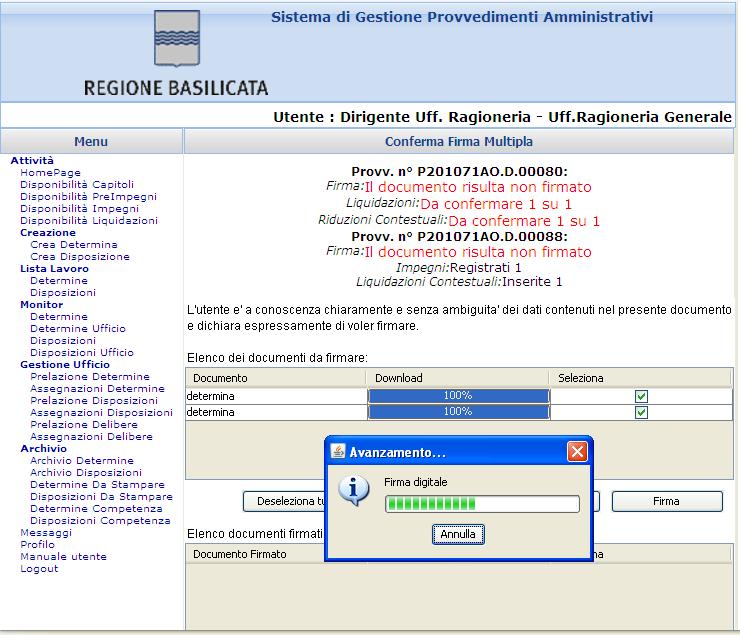 Sistema di Gestione Provvedimenti Amministrativi
REGIONE BASILICATA
Utente : Dirigente Uff. Ragioneria - Uff.Ragioneria Generale
Menu
Attività
HomePage
Disponibilità Capitoli
Disponibilità PreImpegni
Disponibilità Impegni
Disponibilità Liquidazioni
Creazione
Crea Determina
Crea Disposizione
Lista Lavoro
Determine
Disposizioni
Monitor
Determine
Determine Ufficio
Disposizioni
Disposizioni Ufficio
Gestione Ufficio
Prelazione Determine
Assegnazioni Determine
Prelazione Disposizioni
Assegnazioni Disposizioni
Prelazione Delibere
Assegnazioni Delibere
Archivio
Archivio Determine
Archivio Disposizioni
Determine Da Stampare
Disposizioni Da Stampare
Determine Competenza
Disposizioni Competenza
Messaggi
Profilo
Manuale utente
Logout
Conferma Firma Multipla
Provv. n° P201071AO.D.00080:
Firma:Il documento risulta non firmato
Liquidazioni:Da confermare 1 su 1
Riduzioni Contestuali:Da confermare 1 su 1
Provv. n° P201071AO.D.00088:
Firma:Il documento risulta non firmato
Impegni:Registrati 1
Liquidazioni Contestuali:Inserite 1
L'utente e' a conoscenza chiaramente e senza ambiguita' dei dati contenuti nel presente documento
e dichiara espressamente di voler firmare.
Elenco dei documenti da firmare:
Documento Download Seleziona
determina 100%
determina 100%
Avanzamento...
Firma digitale
Annulla
Deseleziona tu
Firma
Elenco documenti firmati
Documento Firmato